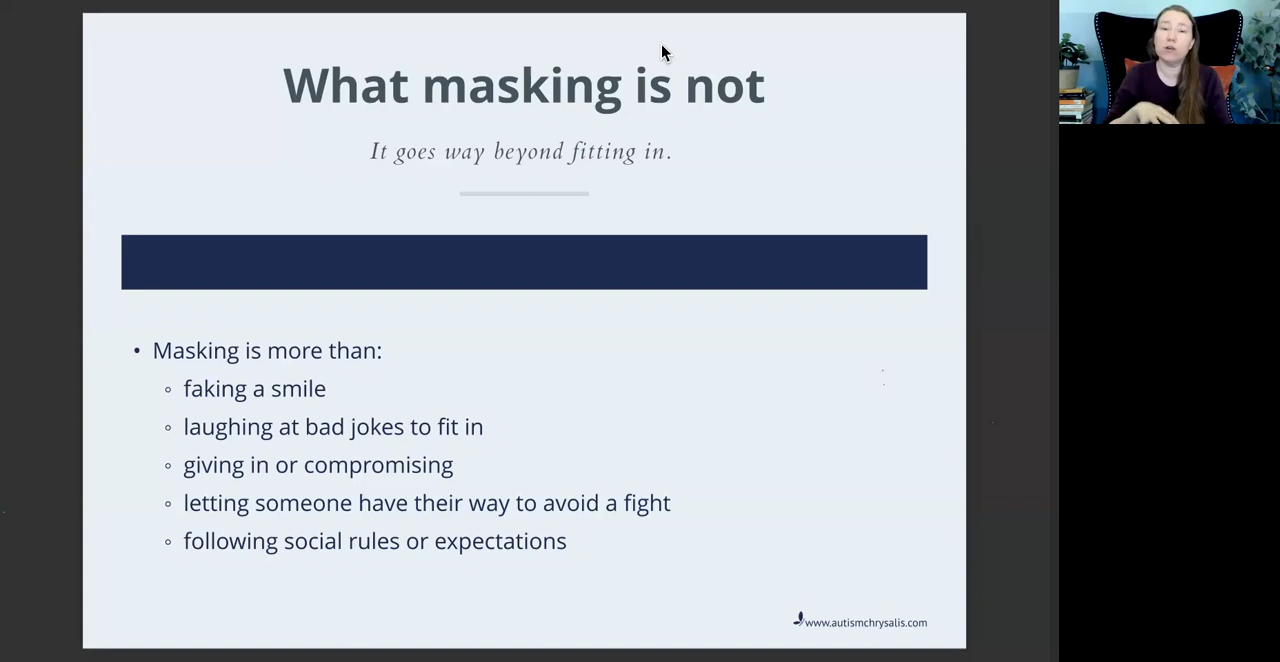 What masking is not
It goes way beyond fitting in.
• Masking is more than:
◦ faking a smile
◦ laughing at bad jokes to fit in
◦ giving in or compromising
◦ letting someone have their way to avoid a fight
◦ following social rules or expectations
www.autismchrysalis.com